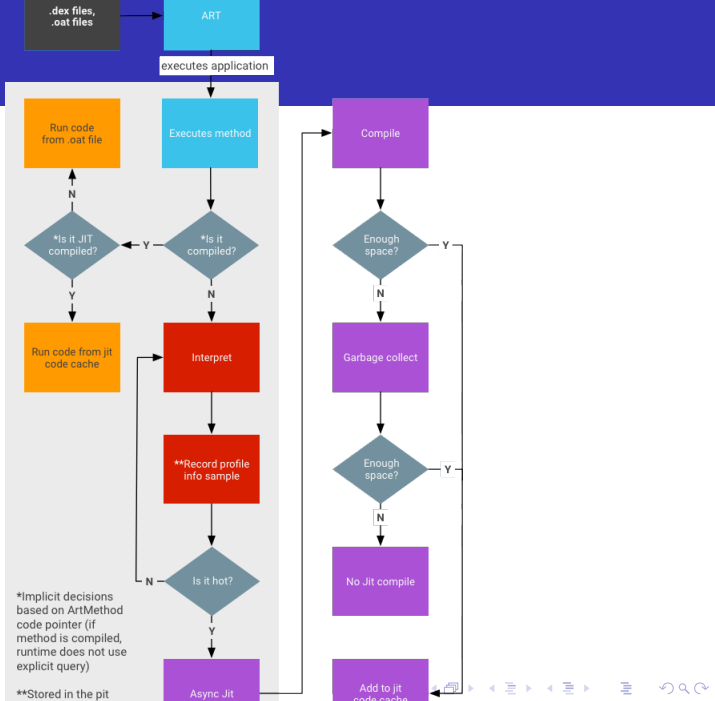 .dex files,
.oat files
ART
executes application
Run code
from .oat file
Executes method
Compile
N
*Is it JIT
compiled?
Y
*Is it
compiled?
Enough
space?
Y
Y
N
N
Run code from jit
code cache
Interpret
Garbage collect
**Record profile
info sample
Enough
space?
Y
N
N
Is it hot?
No Jit compile
Y
*Implicit decisions
based on ArtMethod
code pointer (if
method is compiled,
runtime does not use
explicit query)
**Stored in the pit
Async Jit
Add to jit
code cache